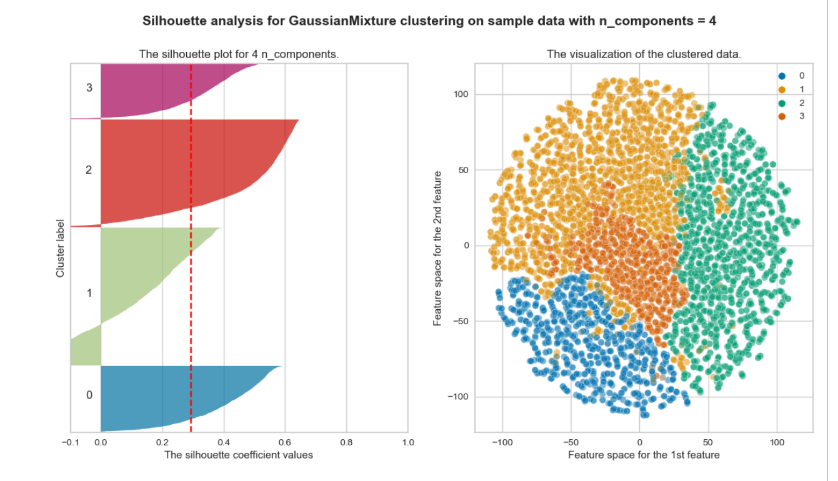 Silhouette analysis for GaussianMixture clustering on sample data with n_components = 4
The silhouette plot for 4 n_components.
3
2
1
0
Cluster label
−0.1 0.0 0.2 0.4 0.6 0.8 1.0
The silhouette coefficient values
The visualization of the clustered data.
0
1
2
3
100
50
0
−50
−100
Feature space for the 2nd feature
−100 −50 0 50 100
Feature space for the 1st feature